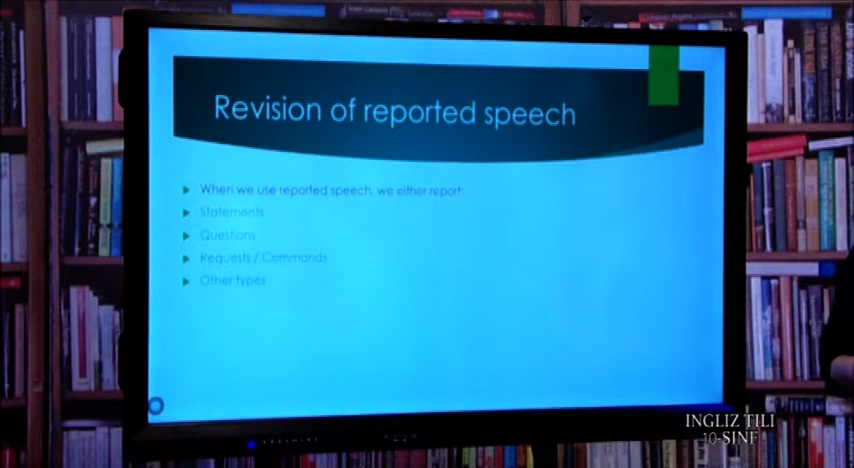 Revision of reported speech
When we use reported speech, we either report:
Statements
Questions
Requests / Commands
Other types
INGLIZ TILI
10-SINF